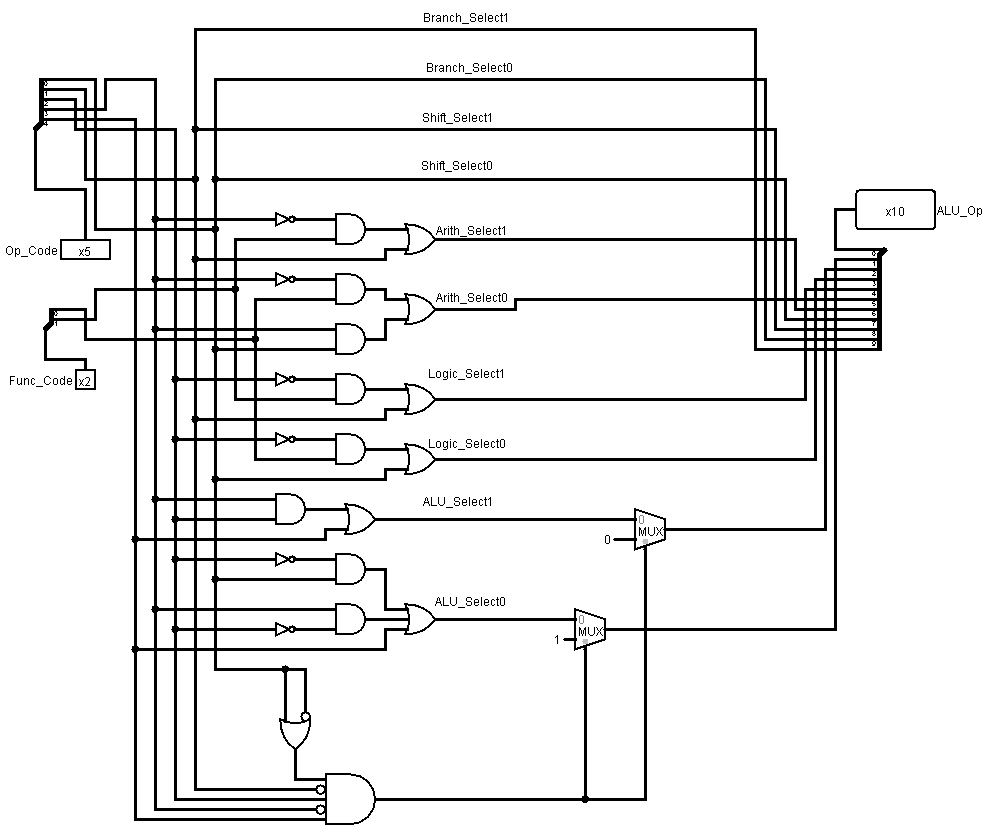 Branch_Select1
Branch_Select0
Shift_Select1
Shift_Select0
0
1
2
3
4
x10
ALU_Op
Op_Code
x5
Arith_Select1
0
1
2
3
4
5
6
7
8
9
Arith_Select0
0
1
Func_Code
x2
Logic_Select1
Logic_Select0
ALU_Select1
0
MUX
0
ALU_Select0
0
MUX
1